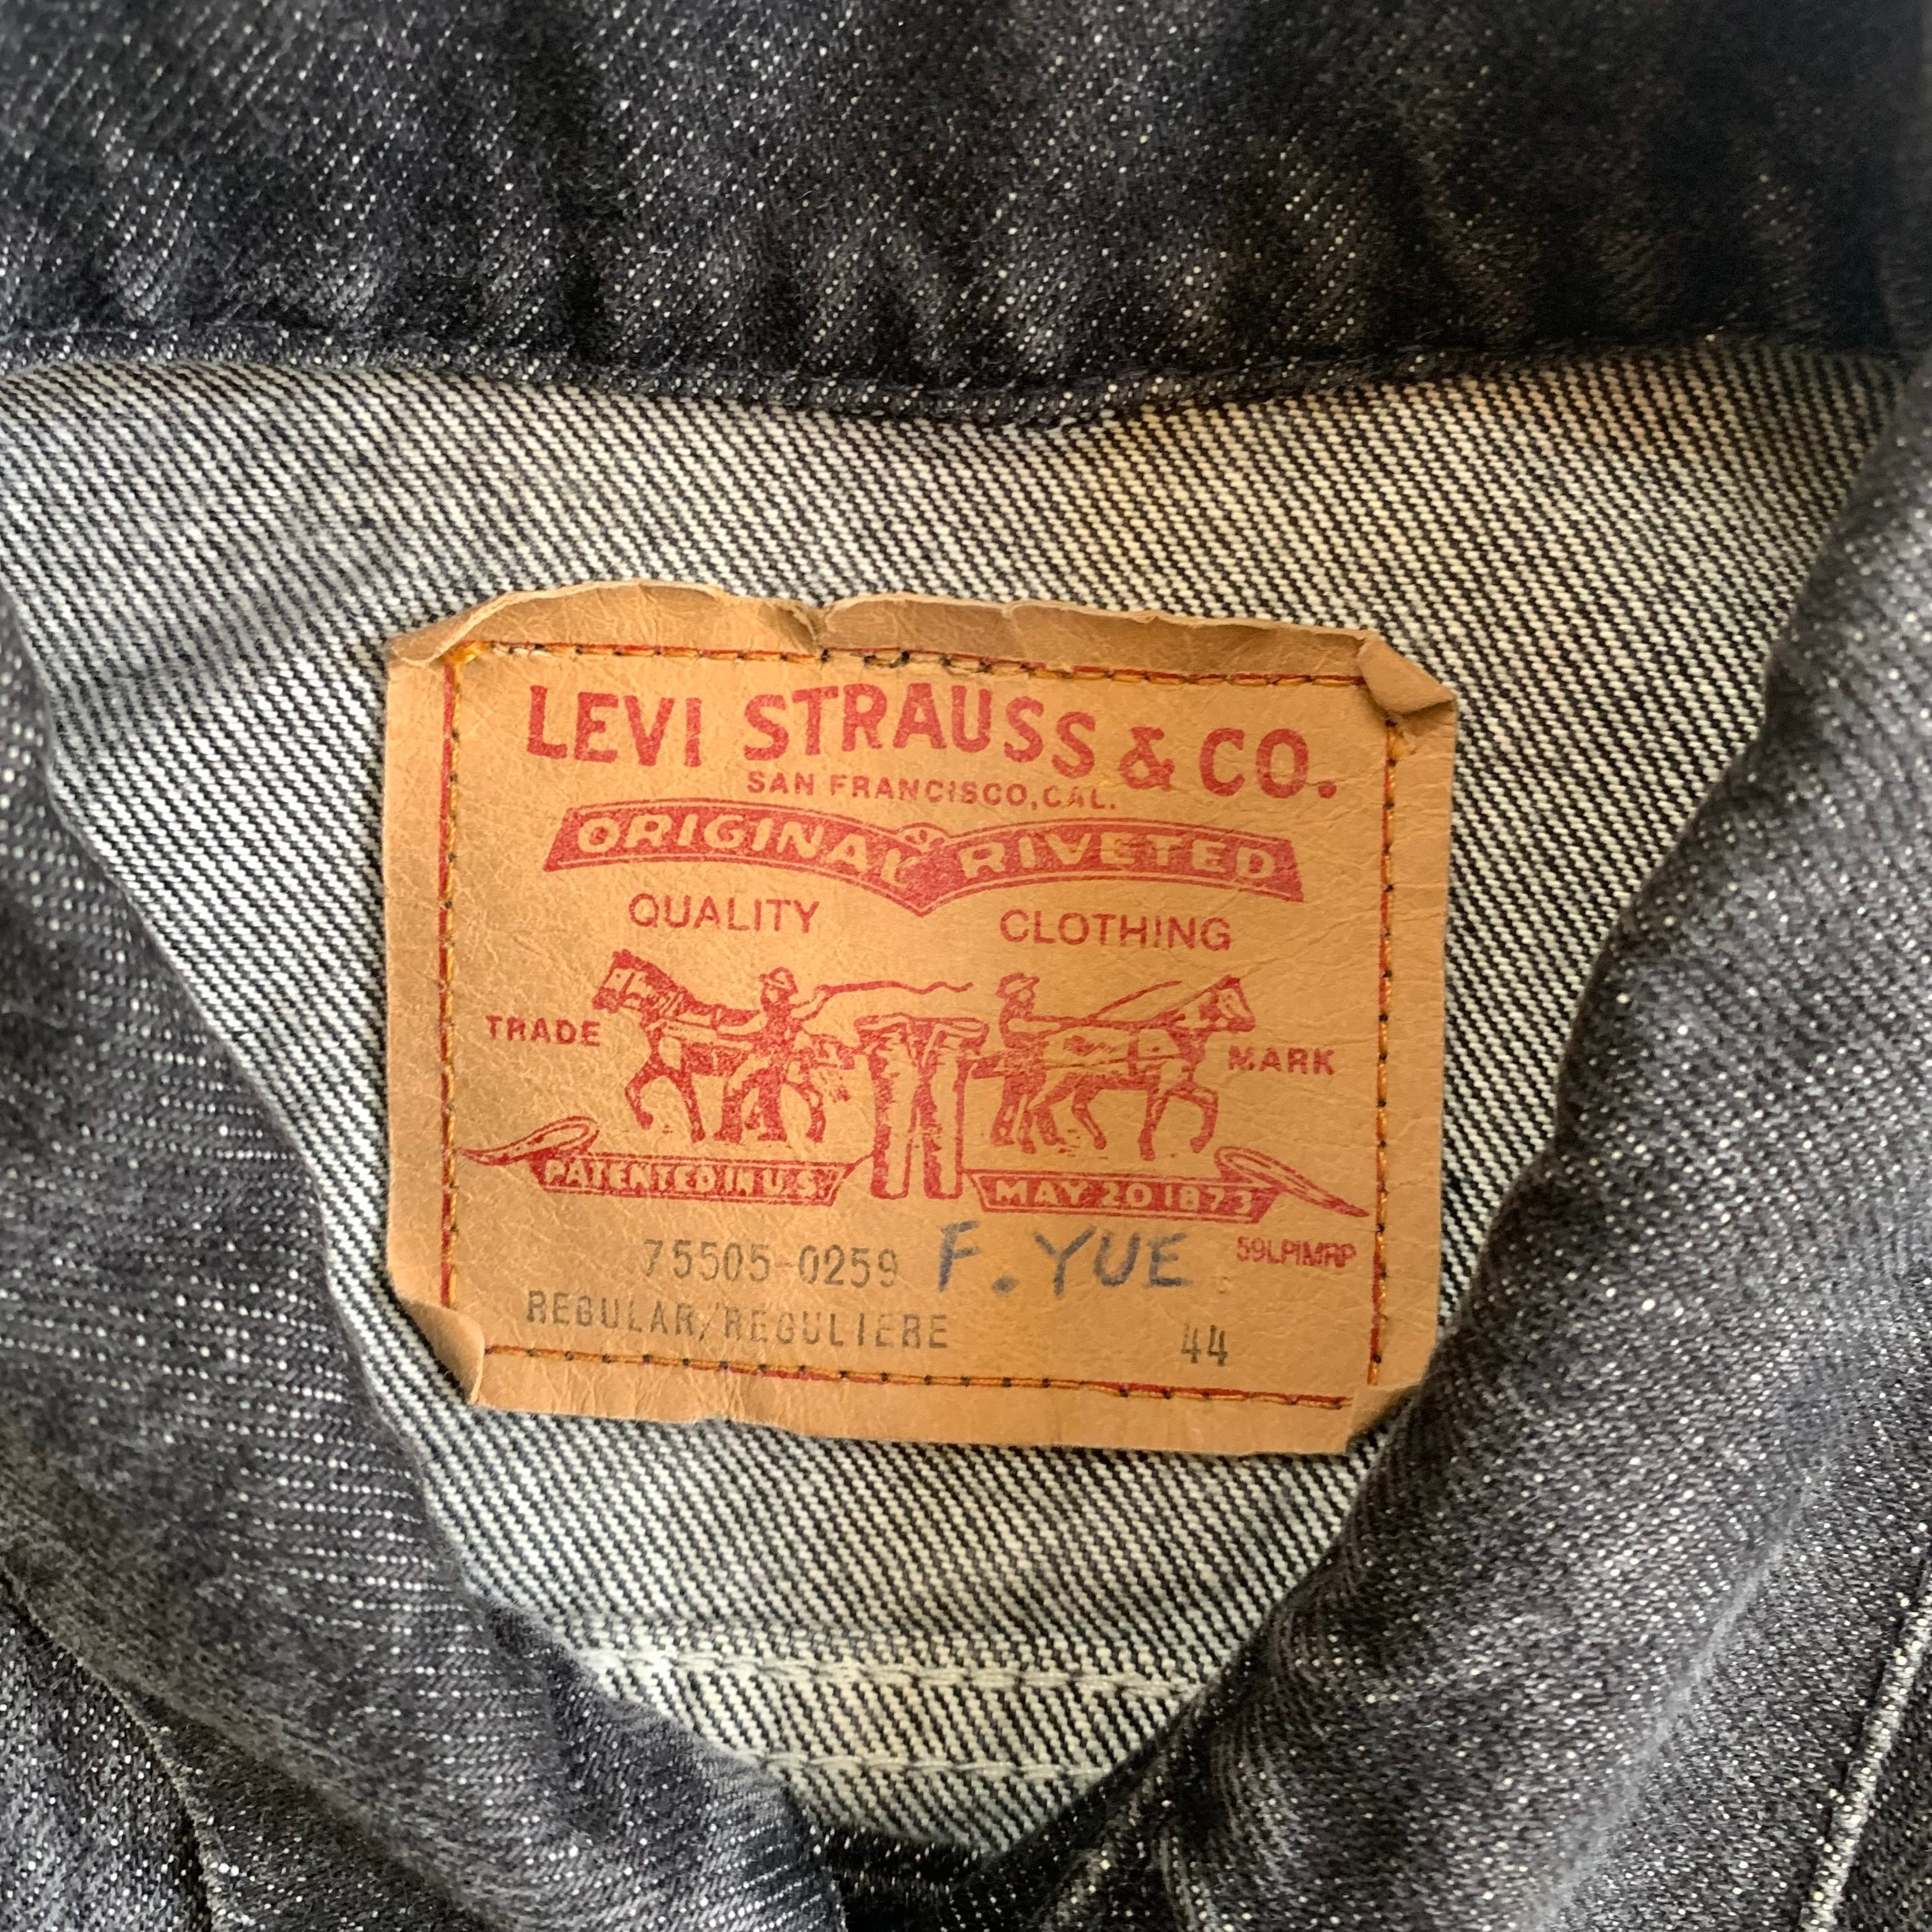 LEVI STRAUSS & CO.
SAN FRANCISCO, CAL.
ORIGINAL RIVETED
QUALITY CLOTHING
TRADE MARK
PATENTED IN U.S. MAY 20 1873
75505-0259 F. YUE
REGULAR/REGULIERE 44